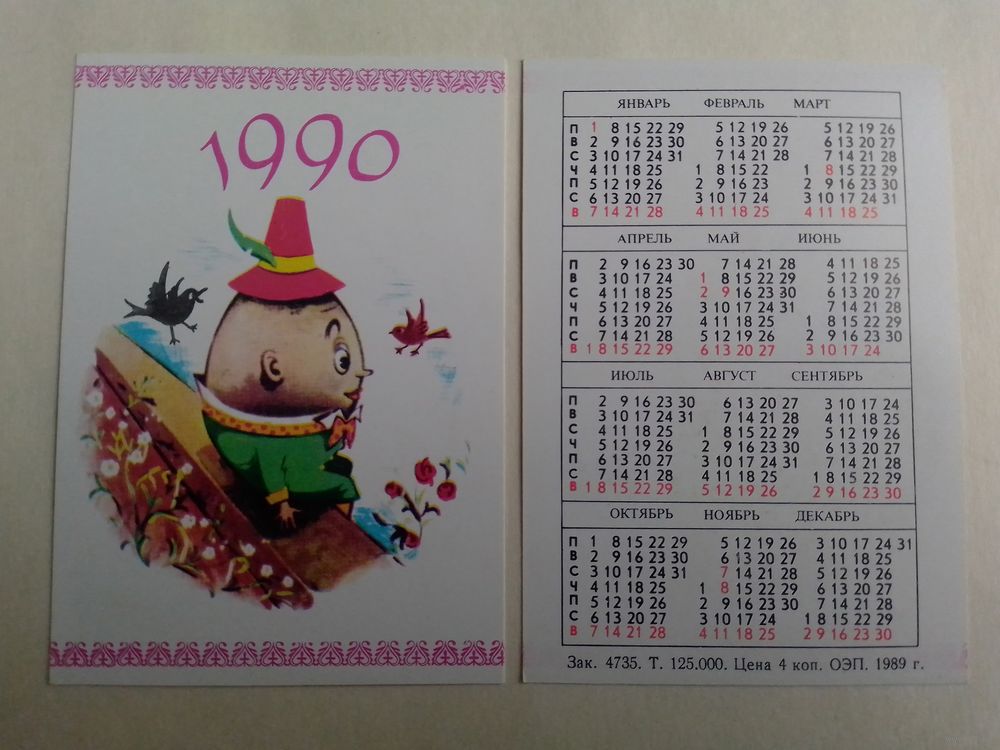 1990
ЯНВАРЬ ФЕВРАЛЬ МАРТ
П 1 8 15 22 29 5 12 19 26 5 12 19 26
В 2 9 16 23 30 6 13 20 27 6 13 20 27
С 3 10 17 24 31 7 14 21 28 7 14 21 28
Ч 4 11 18 25 1 8 15 22 1 8 15 22 29
П 5 12 19 26 2 9 16 23 2 9 16 23 30
С 6 13 20 27 3 10 17 24 3 10 17 24 31
В 7 14 21 28 4 11 18 25 4 11 18 25
АПРЕЛЬ МАЙ ИЮНЬ
П 2 9 16 23 30 7 14 21 28 4 11 18 25
В 3 10 17 24 1 8 15 22 29 5 12 19 26
С 4 11 18 25 2 9 16 23 30 6 13 20 27
Ч 5 12 19 26 3 10 17 24 31 7 14 21 28
П 6 13 20 27 4 11 18 25 1 8 15 22 29
С 7 14 21 28 5 12 19 26 2 9 16 23 30
В 1 8 15 22 29 6 13 20 27 3 10 17 24
ИЮЛЬ АВГУСТ СЕНТЯБРЬ
П 2 9 16 23 30 6 13 20 27 3 10 17 24
В 3 10 17 24 31 7 14 21 28 4 11 18 25
С 4 11 18 25 1 8 15 22 29 5 12 19 26
Ч 5 12 19 26 2 9 16 23 30 6 13 20 27
П 6 13 20 27 3 10 17 24 31 7 14 21 28
С 7 14 21 28 4 11 18 25 1 8 15 22 29
В 1 8 15 22 29 5 12 19 26 2 9 16 23 30
ОКТЯБРЬ НОЯБРЬ ДЕКАБРЬ
П 1 8 15 22 29 5 12 19 26 3 10 17 24 31
В 2 9 16 23 30 6 13 20 27 4 11 18 25
С 3 10 17 24 31 7 14 21 28 5 12 19 26
Ч 4 11 18 25 1 8 15 22 29 6 13 20 27
П 5 12 19 26 2 9 16 23 30 7 14 21 28
С 6 13 20 27 3 10 17 24 1 8 15 22 29
В 7 14 21 28 4 11 18 25 2 9 16 23 30
Зак. 4735. Т. 125.000. Цена 4 коп. ОЭП. 1989 г.